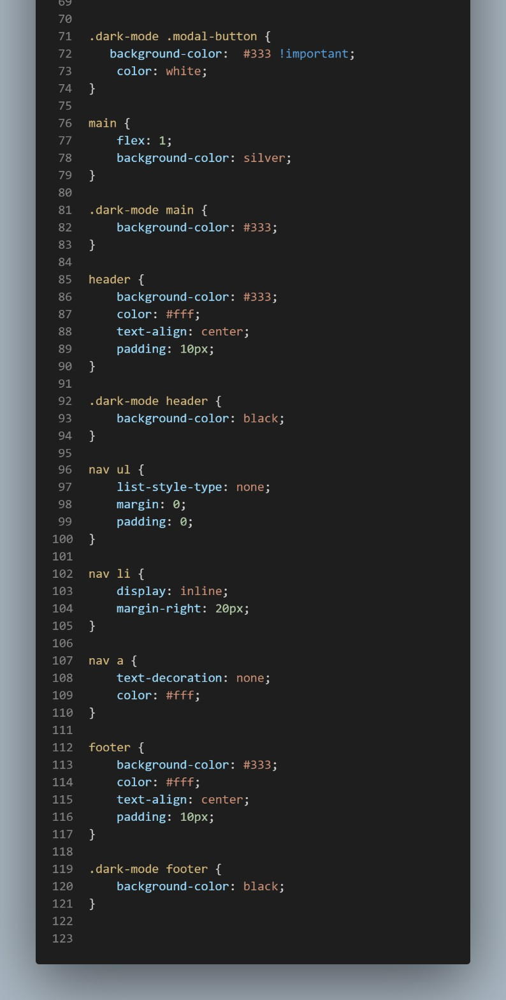 69
70
71 .dark-mode .modal-button {
72    background-color:  #333 !important;
73     color: white;
74 }
75
76 main {
77     flex: 1;
78     background-color: silver;
79 }
80
81 .dark-mode main {
82     background-color: #333;
83 }
84
85 header {
86     background-color: #333;
87     color: #fff;
88     text-align: center;
89     padding: 10px;
90 }
91
92 .dark-mode header {
93     background-color: black;
94 }
95
96 nav ul {
97     list-style-type: none;
98     margin: 0;
99     padding: 0;
100 }
101
102 nav li {
103     display: inline;
104     margin-right: 20px;
105 }
106
107 nav a {
108     text-decoration: none;
109     color: #fff;
110 }
111
112 footer {
113     background-color: #333;
114     color: #fff;
115     text-align: center;
116     padding: 10px;
117 }
118
119 .dark-mode footer {
120     background-color: black;
121 }
122
123